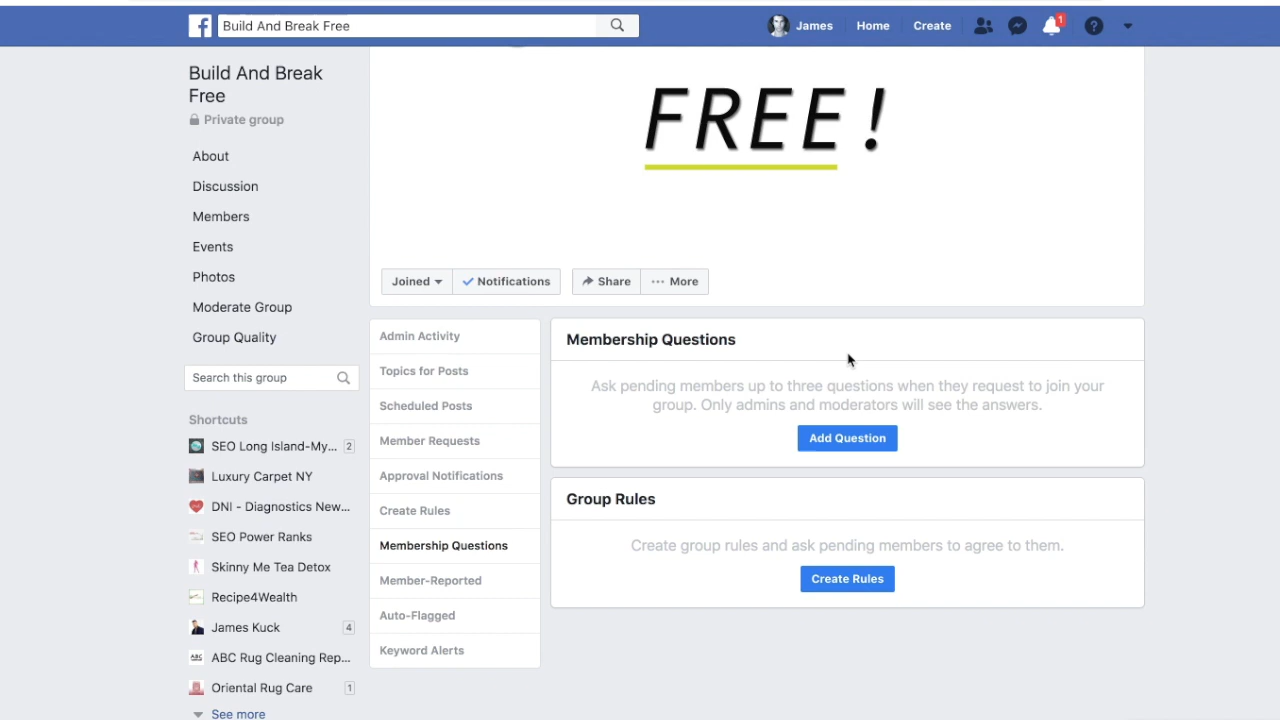 Build And Break Free
James
Home
Create
1
Build And Break
Free
Private group
About
Discussion
Members
Events
Photos
Moderate Group
Group Quality
Search this group
Shortcuts
SEO Long Island-My... 2
Luxury Carpet NY
DNI - Diagnostics New...
SEO Power Ranks
Skinny Me Tea Detox
Recipe4Wealth
James Kuck 4
ABC Rug Cleaning Rep...
Oriental Rug Care 1
See more
FREE!
Joined
Notifications
Share
More
Admin Activity
Topics for Posts
Scheduled Posts
Member Requests
Approval Notifications
Create Rules
Membership Questions
Member-Reported
Auto-Flagged
Keyword Alerts
Membership Questions
Ask pending members up to three questions when they request to join your
group. Only admins and moderators will see the answers.
Add Question
Group Rules
Create group rules and ask pending members to agree to them.
Create Rules